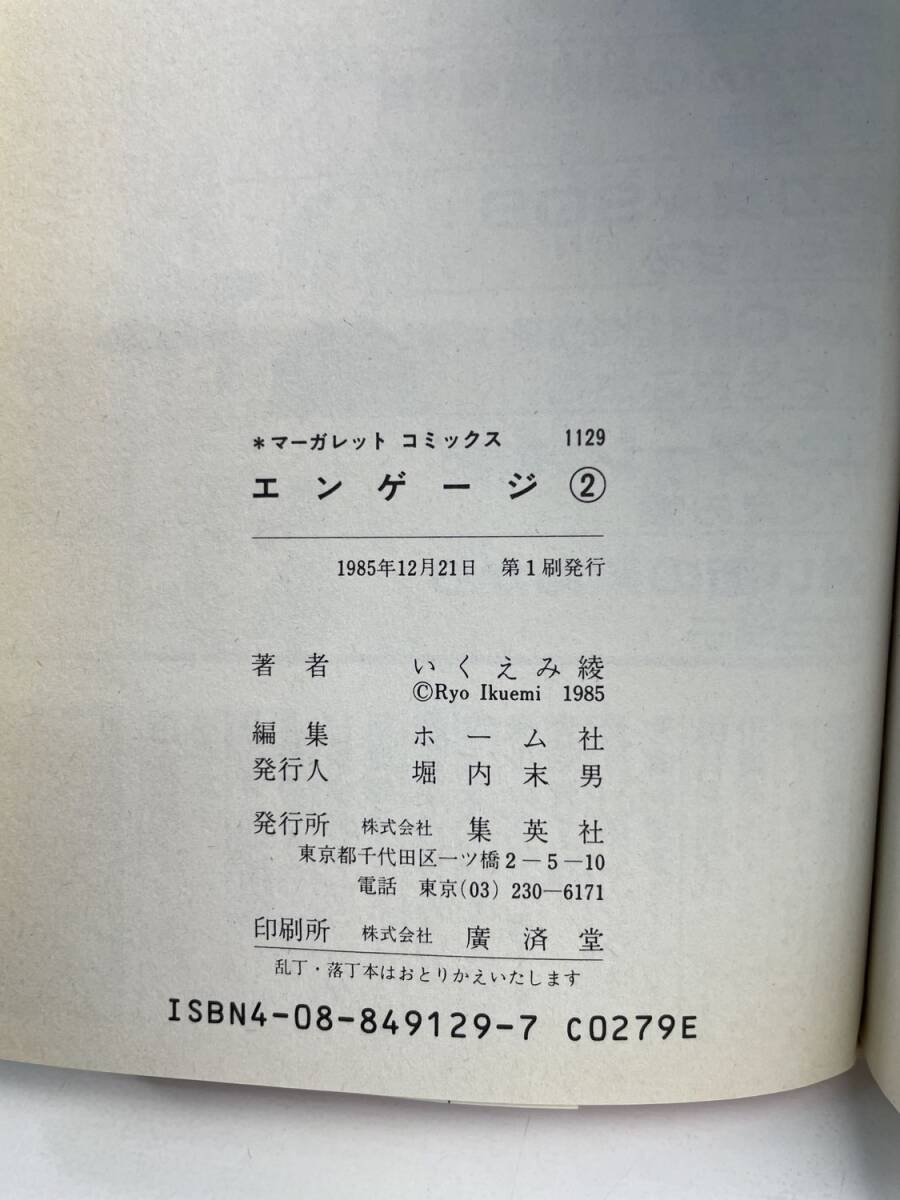 *マーガレット コミックス 1129
エンゲージ②
1985年12月21日 第1刷発行
著者 いくえみ綾
©Ryo Ikuemi 1985
編集 ホーム社
発行人 堀内末男
発行所 株式会社 集英社
東京都千代田区一ツ橋2－5－10
電話 東京(03)230―6171
印刷所 株式会社 廣済堂
乱丁・落丁本はおとりかえいたします
ISBN4-08-849129-7 C0279E